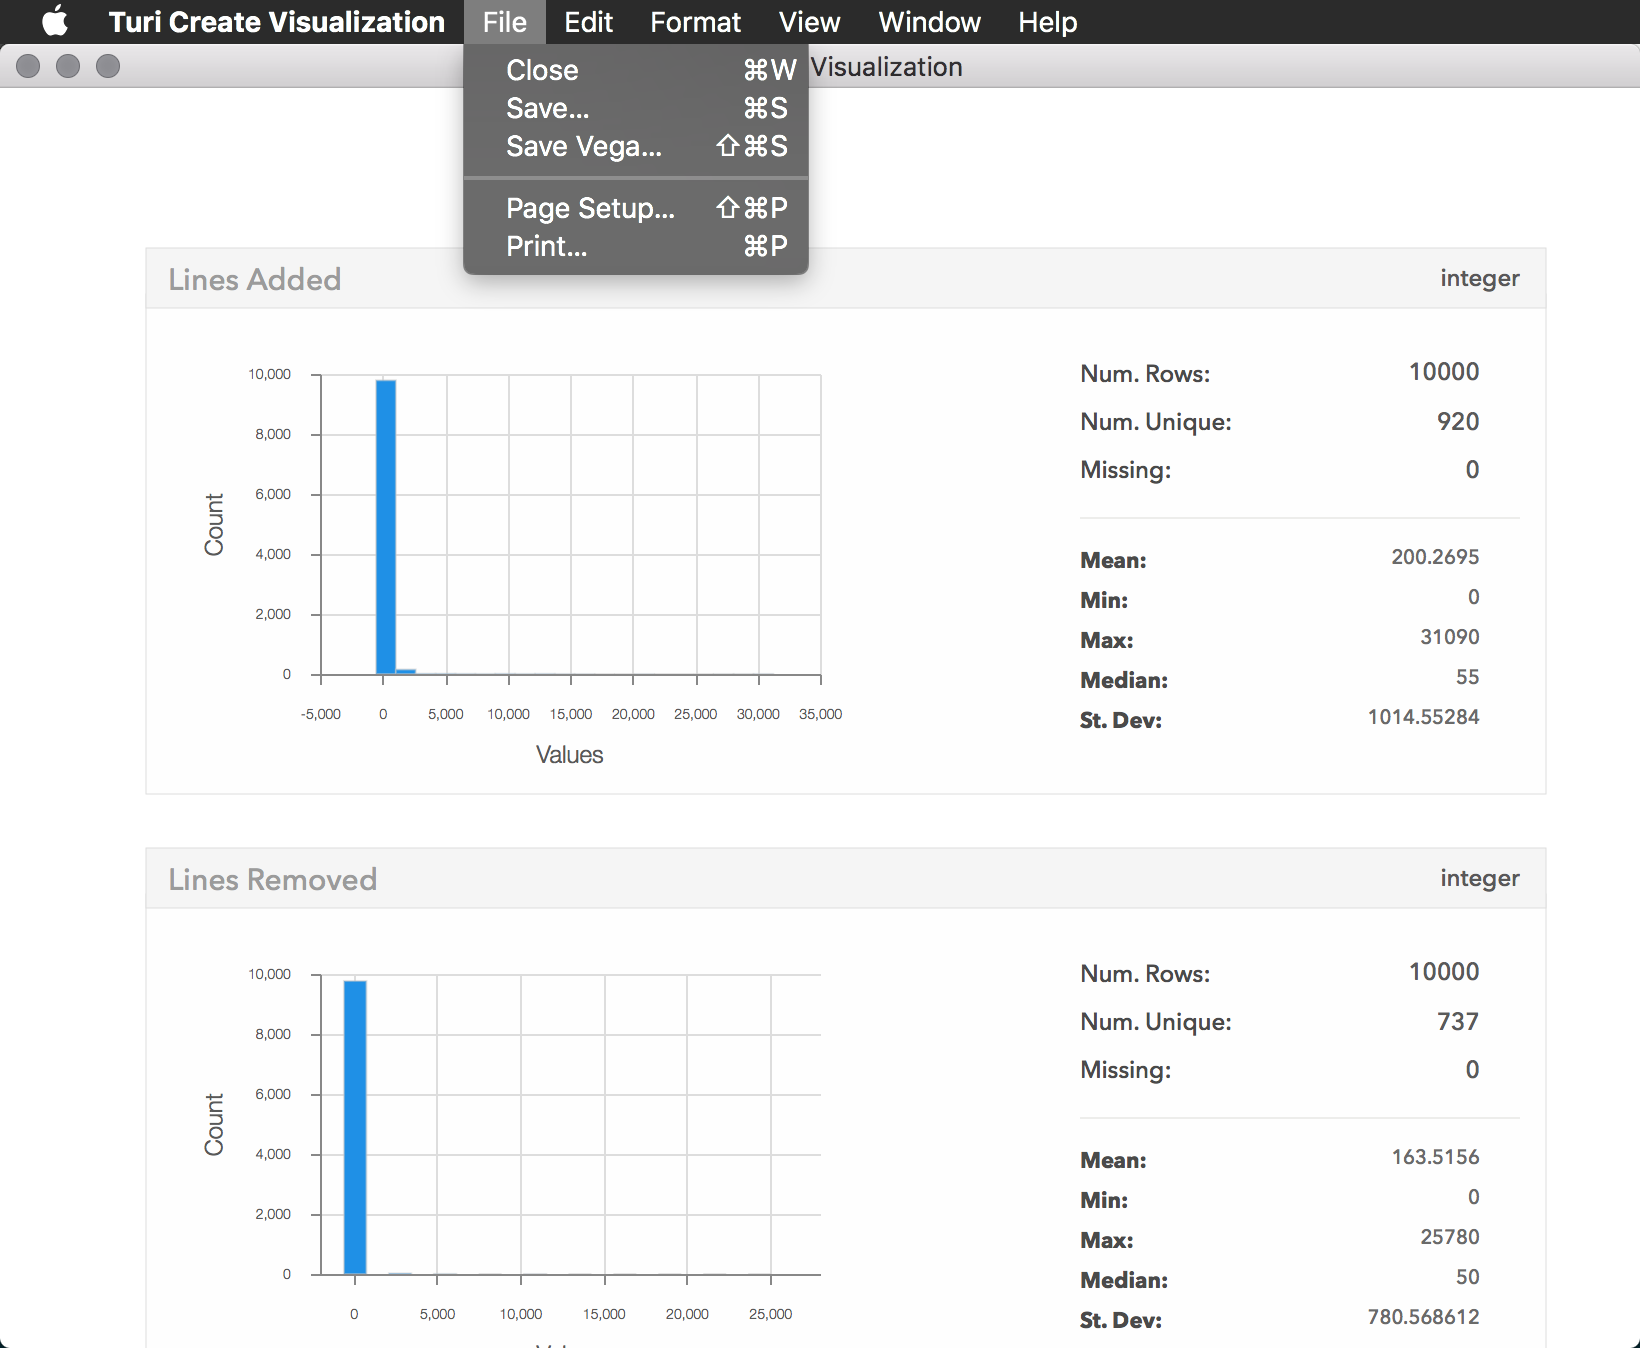 Turi Create Visualization File Edit Format View Window Help
Visualization
Close ⌘W
Save... ⌘S
Save Vega... ⇧⌘S
Page Setup... ⇧⌘P
Print... ⌘P
Lines Added integer
10,000
8,000
6,000
4,000
2,000
0
Count
-5,000 0 5,000 10,000 15,000 20,000 25,000 30,000 35,000
Values
Num. Rows: 10000
Num. Unique: 920
Missing: 0
Mean: 200.2695
Min: 0
Max: 31090
Median: 55
St. Dev: 1014.55284
Lines Removed integer
10,000
8,000
6,000
4,000
2,000
0
Count
0 5,000 10,000 15,000 20,000 25,000
Num. Rows: 10000
Num. Unique: 737
Missing: 0
Mean: 163.5156
Min: 0
Max: 25780
Median: 50
St. Dev: 780.568612